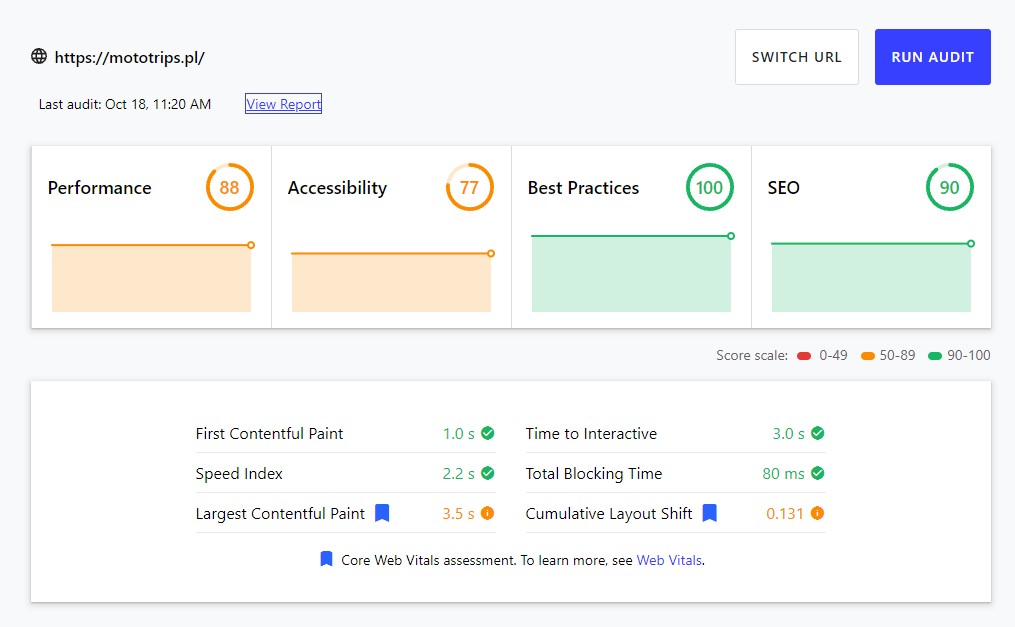 https://mototrips.pl/
SWITCH URL
RUN AUDIT
Last audit: Oct 18, 11:20 AM
View Report
Performance
88
Accessibility
77
Best Practices
100
SEO
90
Score scale: 0-49 50-89 90-100
First Contentful Paint 1.0 s
Time to Interactive 3.0 s
Speed Index 2.2 s
Total Blocking Time 80 ms
Largest Contentful Paint 3.5 s
Cumulative Layout Shift 0.131
Core Web Vitals assessment. To learn more, see Web Vitals.